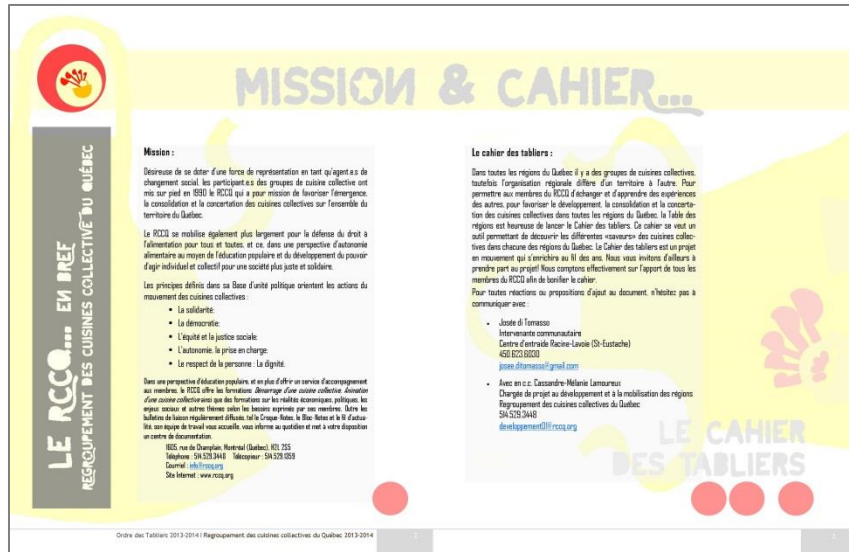 MISSION & CAHIER...
LE RCCQ... EN BREF
REGROUPEMENT DES CUISINES COLLECTIVE DU QUÉBEC
Mission :
Désireuse de se doter d'une force de représentation en tant qu'agent.e.s de
changement social, les participant.e.s des groupes de cuisine collective ont
mis sur pied en 1990 le RCCQ qui a pour mission de favoriser l'émergence,
la consolidation et la concertation des cuisines collectives sur l'ensemble du
territoire du Québec.
Le RCCQ se mobilise également plus largement pour la défense du droit à
l'alimentation pour tous et toutes, et ce, dans une perspective d'autonomie
alimentaire au moyen de l'éducation populaire et du développement du pouvoir
d'agir individuel et collectif pour une société plus juste et solidaire.
Les principes définis dans sa Base d'unité politique orientent les actions du
mouvement des cuisines collectives :
• La solidarité;
• La démocratie;
• L'équité et la justice sociale;
• L'autonomie, la prise en charge;
• Le respect de la personne : La dignité.
Dans une perspective d'éducation populaire, et en plus d'offrir un service d'accompagnement
aux membres, le RCCQ offre les formations Démarrage d'une cuisine collective, Animation
d'une cuisine collective ainsi que des formations sur les réalités économiques, politiques, les
enjeux sociaux et autres thèmes selon les besoins exprimés par ses membres. Outre les
bulletins de liaison régulièrement diffusés, tel le Croque-Notes, le Bloc-Notes et le fil d'actua-
lité, son équipe de travail vous accueille, vous informe au quotidien et met à votre disposition
un centre de documentation.
1605, rue de Champlain, Montréal (Québec), H2L 2S5
Téléphone : 514.529.3448 Télécopieur : 514.529.1359
Courriel : info@rccq.org
Site Internet : www.rccq.org
Le cahier des tabliers :
Dans toutes les régions du Québec il y a des groupes de cuisines collectives,
toutefois l'organisation régionale diffère d'un territoire à l'autre. Pour
permettre aux membres du RCCQ d'échanger et d'apprendre des expériences
des autres, pour favoriser le développement, la consolidation et la concerta-
tion des cuisines collectives dans toutes les régions du Québec, la Table des
régions est heureuse de lancer le Cahier des tabliers. Ce cahier se veut un
outil permettant de découvrir les différentes «saveurs» des cuisines collec-
tives dans chacune des régions du Québec. Le Cahier des tabliers est un projet
en mouvement qui s'enrichira au fil des ans. Nous vous invitons d'ailleurs à
prendre part au projet! Nous comptons effectivement sur l'apport de tous les
membres du RCCQ afin de bonifier le cahier.
Pour toutes réactions ou propositions d'ajout au document, n'hésitez pas à
communiquer avec :
• Josée di Tomasso
Intervenante communautaire
Centre d'entraide Racine-Lavoie (St-Eustache)
450.623.6030
josee.ditomasso@gmail.com
• Avec en c.c. Cassandre-Mélanie Lamoureux
Chargée de projet au développement et à la mobilisation des régions
Regroupement des cuisines collectives du Québec
514.529.3448
developpement01@rccq.org
LE CAHIER
DES TABLIERS
Ordre des Tabliers 2013-2014 I Regroupement des cuisines collectives du Québec 2013-2014
2